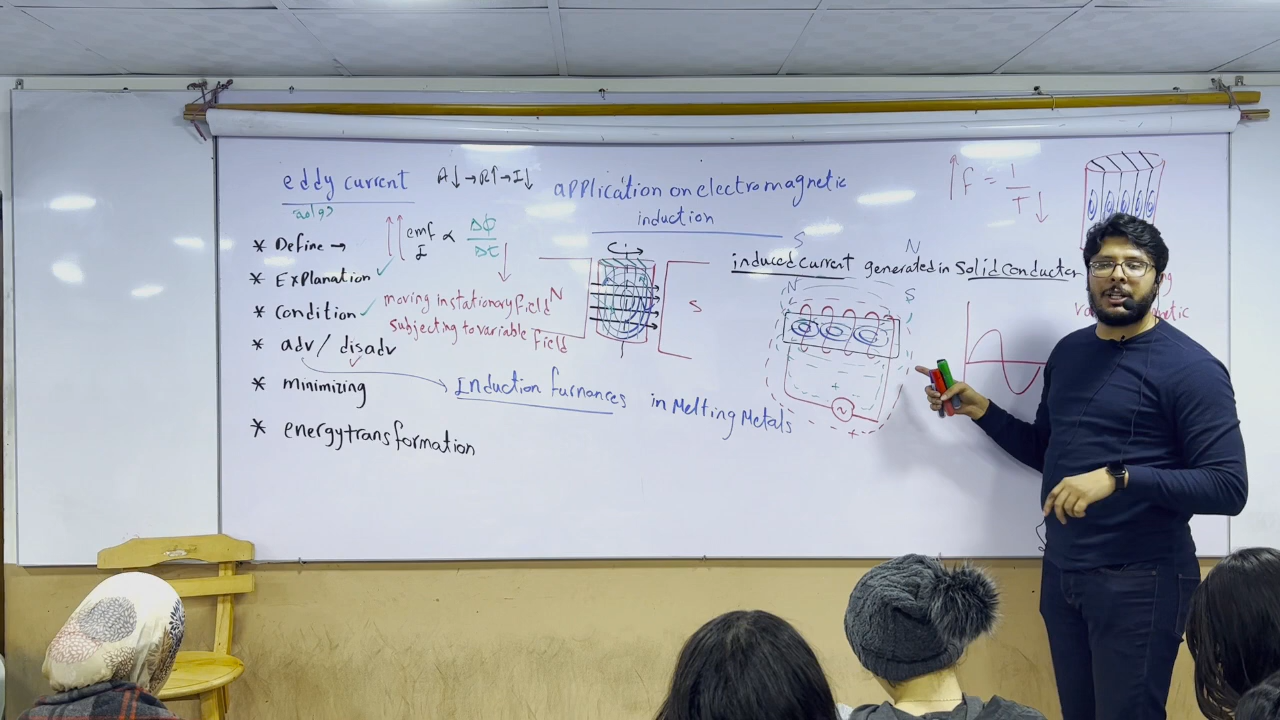 eddy current
A↓→R↑→I↓
application on electromagnetic
induction
* Define →
emf ∝ Δϕ/Δt
I
* Explanation ✓
* Condition ✓
moving in stationary field
subjecting to variable field
* adv/disadv
* minimizing
Induction furnances in Melting Metals
* energy transformation
N
S
S
N
induced current generated in solid conductor
N
S
+
~
+
↑ F = 1/T ↓